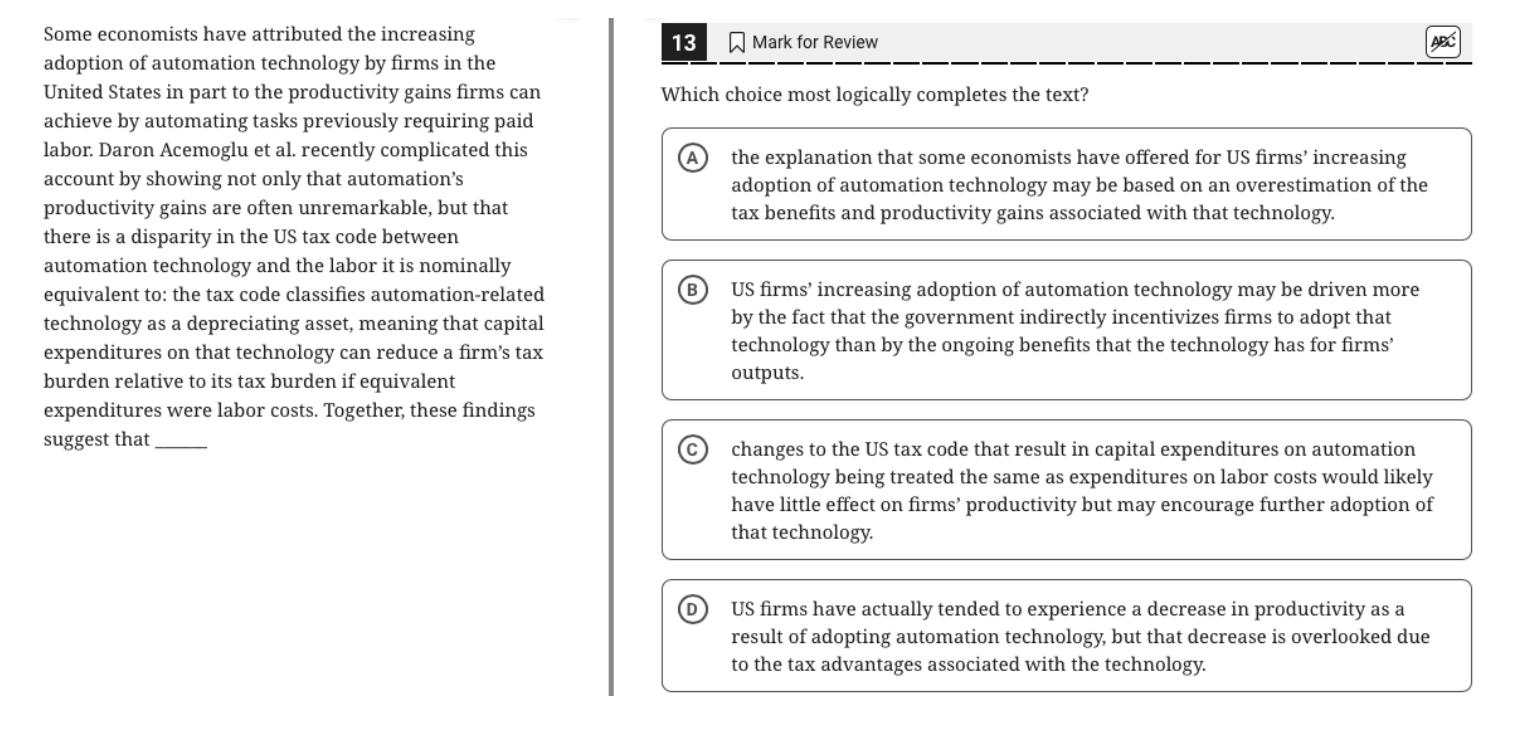 Some economists have attributed the increasing
adoption of automation technology by firms in the
United States in part to the productivity gains firms can
achieve by automating tasks previously requiring paid
labor. Daron Acemoglu et al. recently complicated this
account by showing not only that automation's
productivity gains are often unremarkable, but that
there is a disparity in the US tax code between
automation technology and the labor it is nominally
equivalent to: the tax code classifies automation-related
technology as a depreciating asset, meaning that capital
expenditures on that technology can reduce a firm's tax
burden relative to its tax burden if equivalent
expenditures were labor costs. Together, these findings
suggest that ______
13 Mark for Review ABC
Which choice most logically completes the text?
A the explanation that some economists have offered for US firms' increasing
adoption of automation technology may be based on an overestimation of the
tax benefits and productivity gains associated with that technology.
B US firms' increasing adoption of automation technology may be driven more
by the fact that the government indirectly incentivizes firms to adopt that
technology than by the ongoing benefits that the technology has for firms'
outputs.
C changes to the US tax code that result in capital expenditures on automation
technology being treated the same as expenditures on labor costs would likely
have little effect on firms' productivity but may encourage further adoption of
that technology.
D US firms have actually tended to experience a decrease in productivity as a
result of adopting automation technology, but that decrease is overlooked due
to the tax advantages associated with the technology.